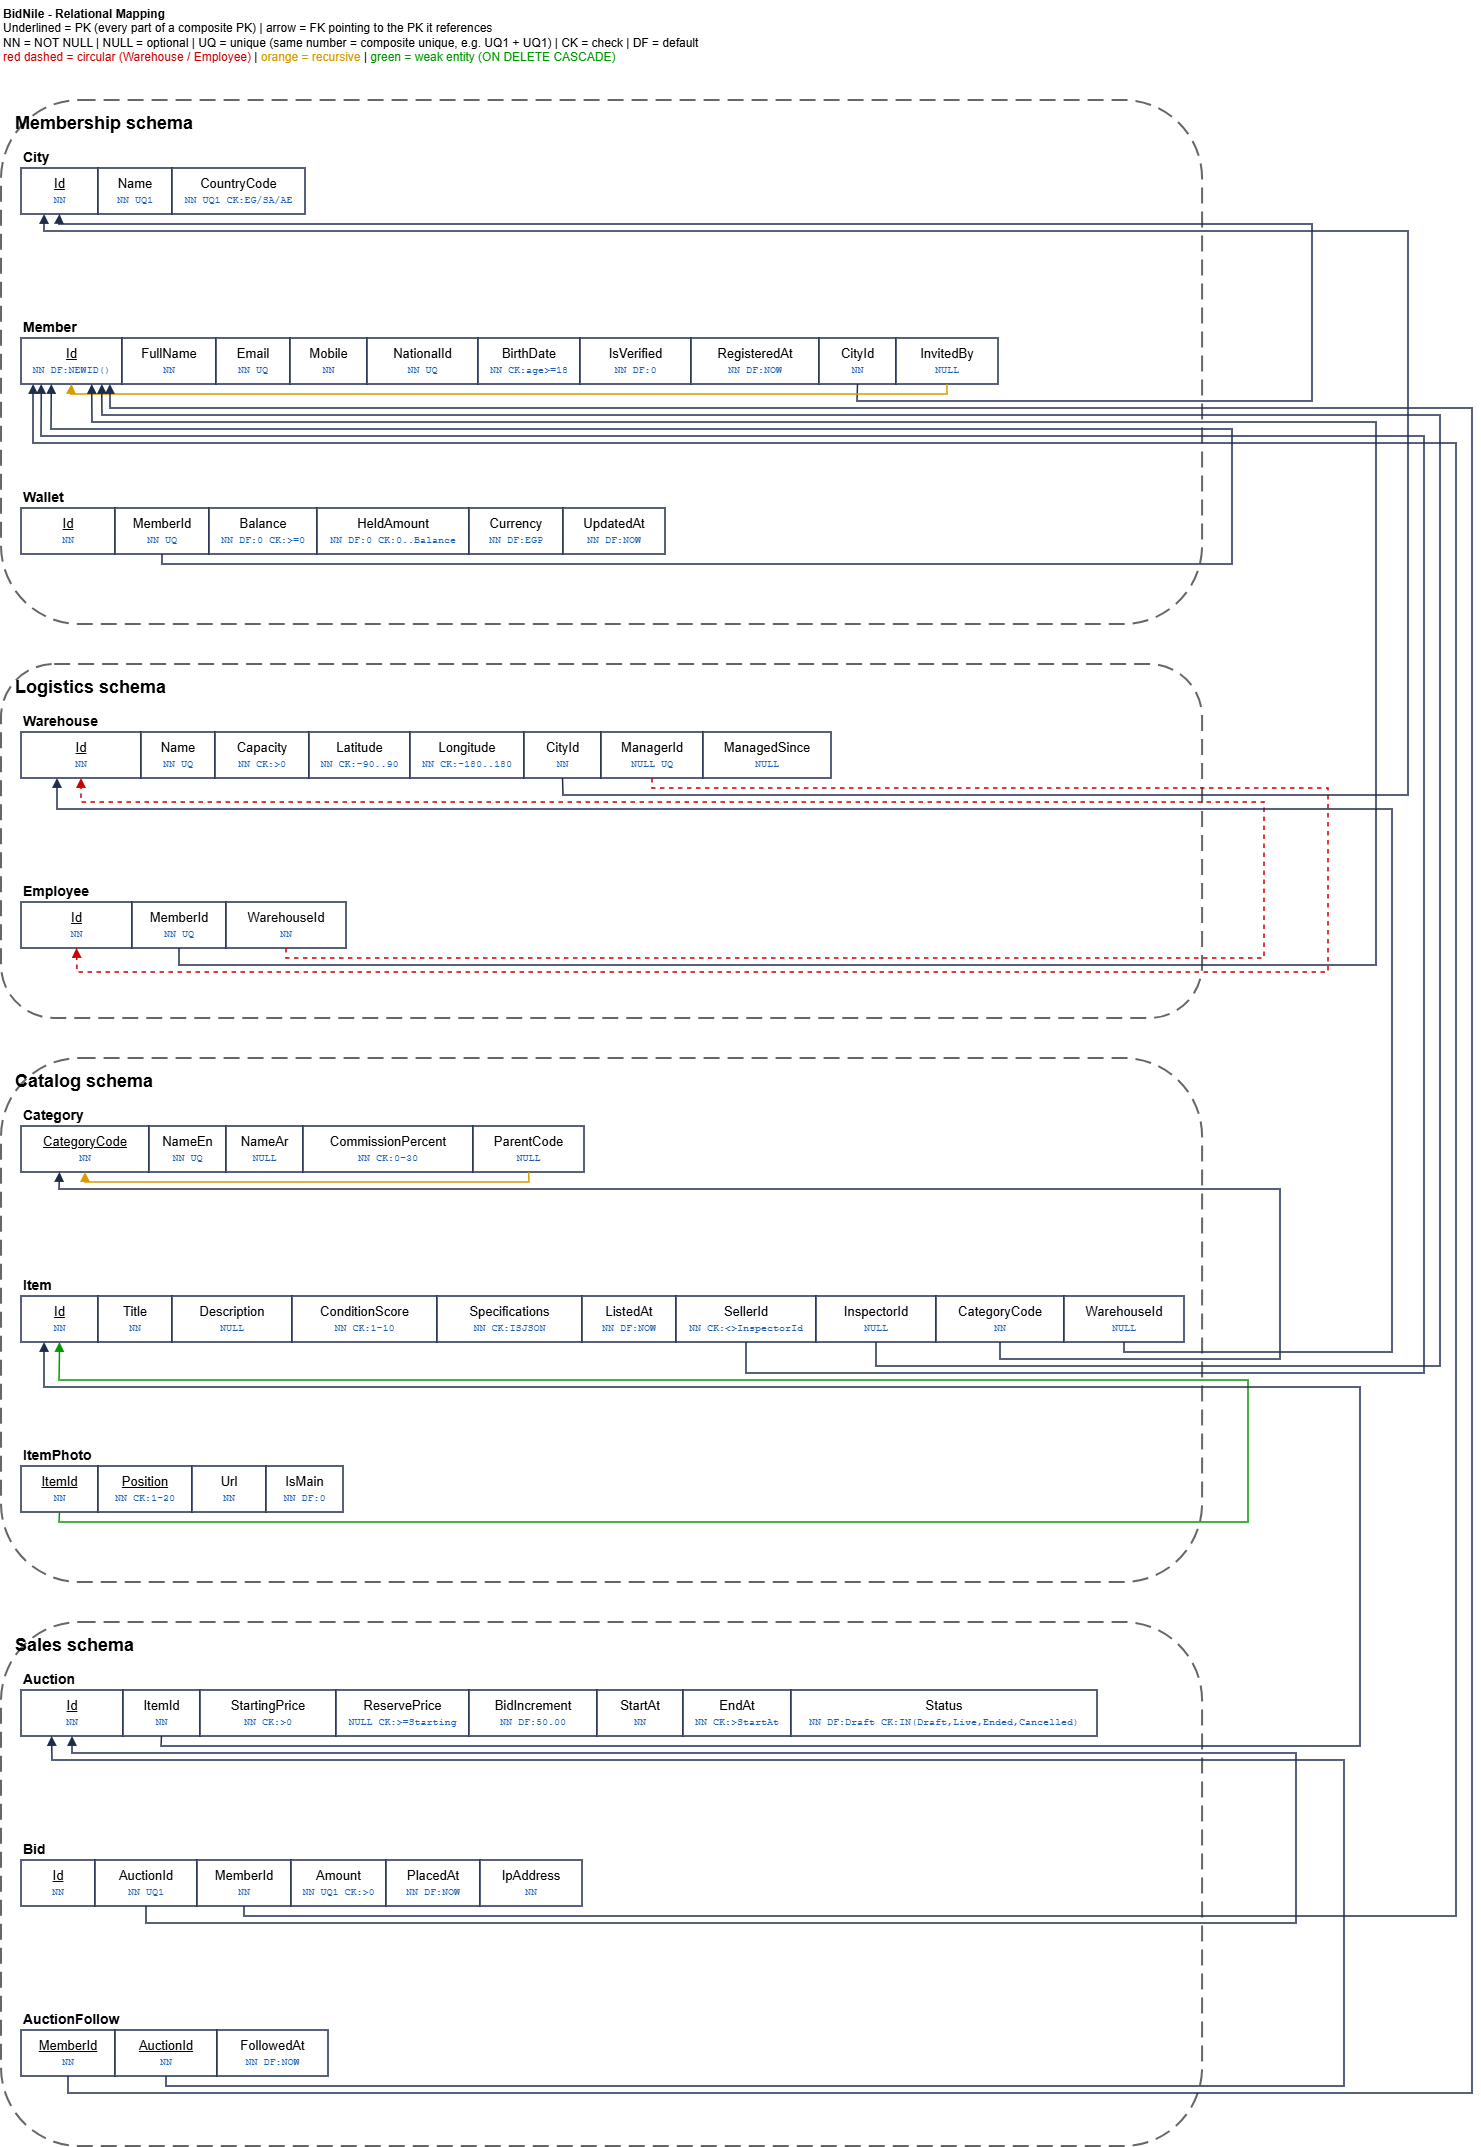 BidNile - Relational Mapping
Underlined = PK (every part of a composite PK) | arrow = FK pointing to the PK it references
NN = NOT NULL | NULL = optional | UQ = unique (same number = composite unique, e.g. UQ1 + UQ1) | CK = check | DF = default
red dashed = circular (Warehouse / Employee) | orange = recursive | green = weak entity (ON DELETE CASCADE)
Membership schema
City
Id Name CountryCode
NN NN UQ1 NN UQ1 CK:EG/SA/AE
Member
Id FullName Email Mobile NationalId BirthDate IsVerified RegisteredAt CityId InvitedBy
NN DF:NEWID() NN NN UQ NN NN UQ NN CK:age>=18 NN DF:0 NN DF:NOW NN NULL
Wallet
Id MemberId Balance HeldAmount Currency UpdatedAt
NN NN UQ NN DF:0 CK:>=0 NN DF:0 CK:0..Balance NN DF:EGP NN DF:NOW
Logistics schema
Warehouse
Id Name Capacity Latitude Longitude CityId ManagerId ManagedSince
NN NN UQ NN CK:>0 NN CK:-90..90 NN CK:-180..180 NN NULL UQ NULL
Employee
Id MemberId WarehouseId
NN NN UQ NN
Catalog schema
Category
CategoryCode NameEn NameAr CommissionPercent ParentCode
NN NN UQ NULL NN CK:0-30 NULL
Item
Id Title Description ConditionScore Specifications ListedAt SellerId InspectorId CategoryCode WarehouseId
NN NN NULL NN CK:1-10 NN CK:ISJSON NN DF:NOW NN CK:<>InspectorId NULL NN NULL
ItemPhoto
ItemId Position Url IsMain
NN NN CK:1-20 NN NN DF:0
Sales schema
Auction
Id ItemId StartingPrice ReservePrice BidIncrement StartAt EndAt Status
NN NN NN CK:>0 NULL CK:>=Starting NN DF:50.00 NN NN CK:>StartAt NN DF:Draft CK:IN(Draft,Live,Ended,Cancelled)
Bid
Id AuctionId MemberId Amount PlacedAt IpAddress
NN NN UQ1 NN NN UQ1 CK:>0 NN DF:NOW NN
AuctionFollow
MemberId AuctionId FollowedAt
NN NN NN DF:NOW